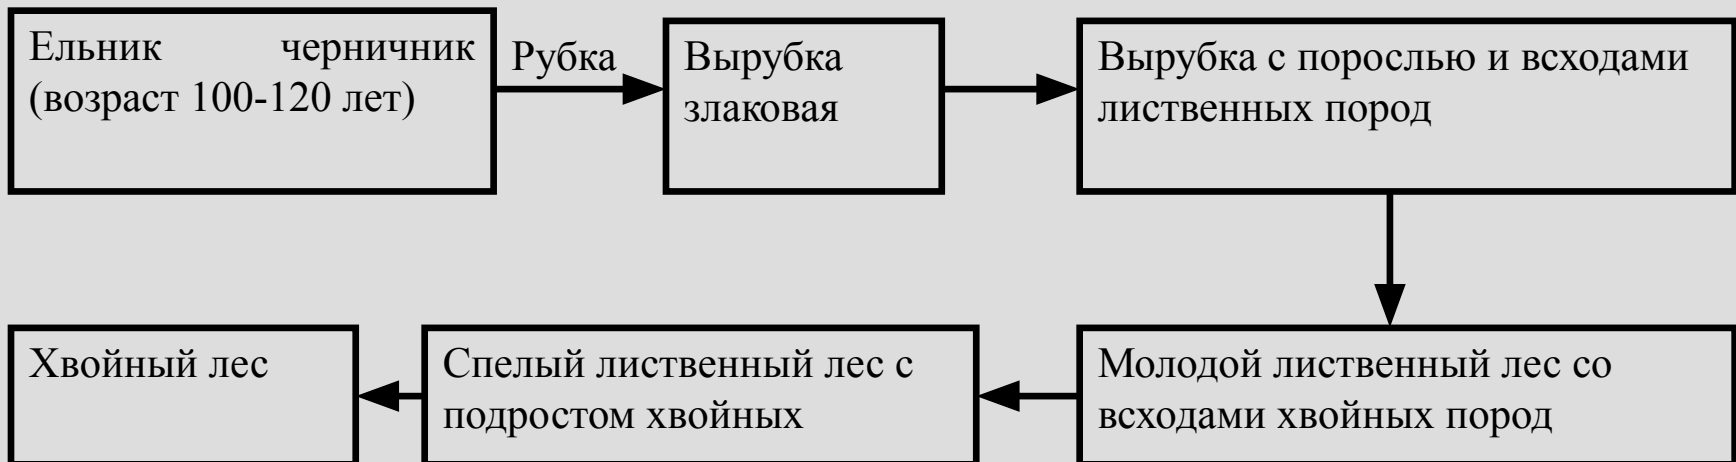 Ельник черничник
(возраст 100-120 лет)
Рубка
Вырубка
злаковая
Вырубка с порослью и всходами
лиственных пород
Молодой лиственный лес со
всходами хвойных пород
Спелый лиственный лес с
подростом хвойных
Хвойный лес